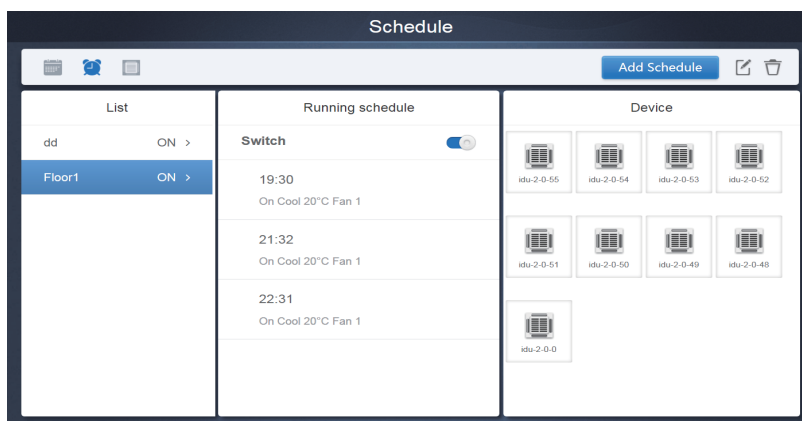 Schedule
Add Schedule
List
Running schedule
Device
dd ON >
Floor1 ON >
Switch
19:30
On Cool 20°C Fan 1
21:32
On Cool 20°C Fan 1
22:31
On Cool 20°C Fan 1
idu-2-0-55 idu-2-0-54 idu-2-0-53 idu-2-0-52
idu-2-0-51 idu-2-0-50 idu-2-0-49 idu-2-0-48
idu-2-0-0